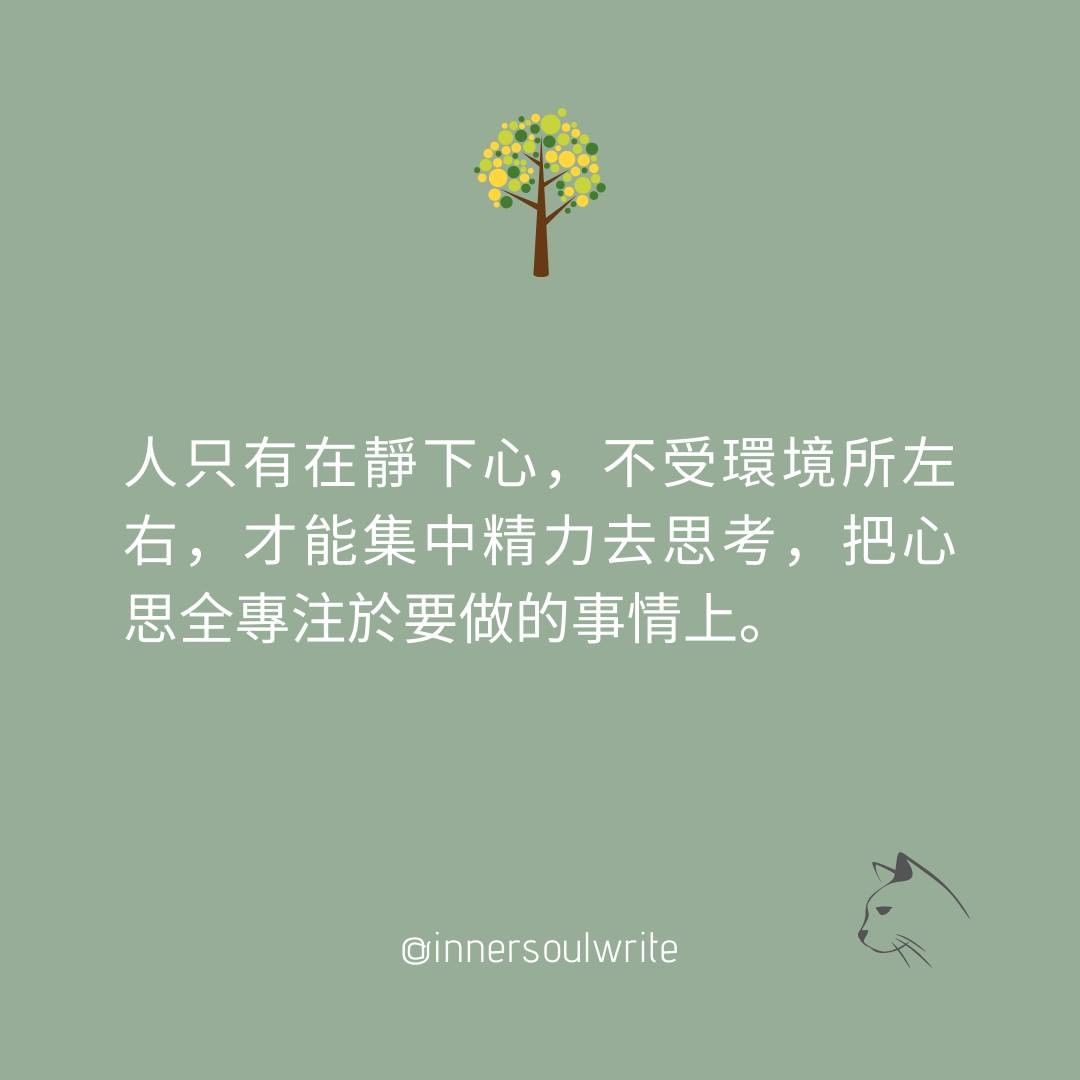 人只有在靜下心，不受環境所左
右，才能集中精力去思考，把心
思全專注於要做的事情上。
@innersoulwrite